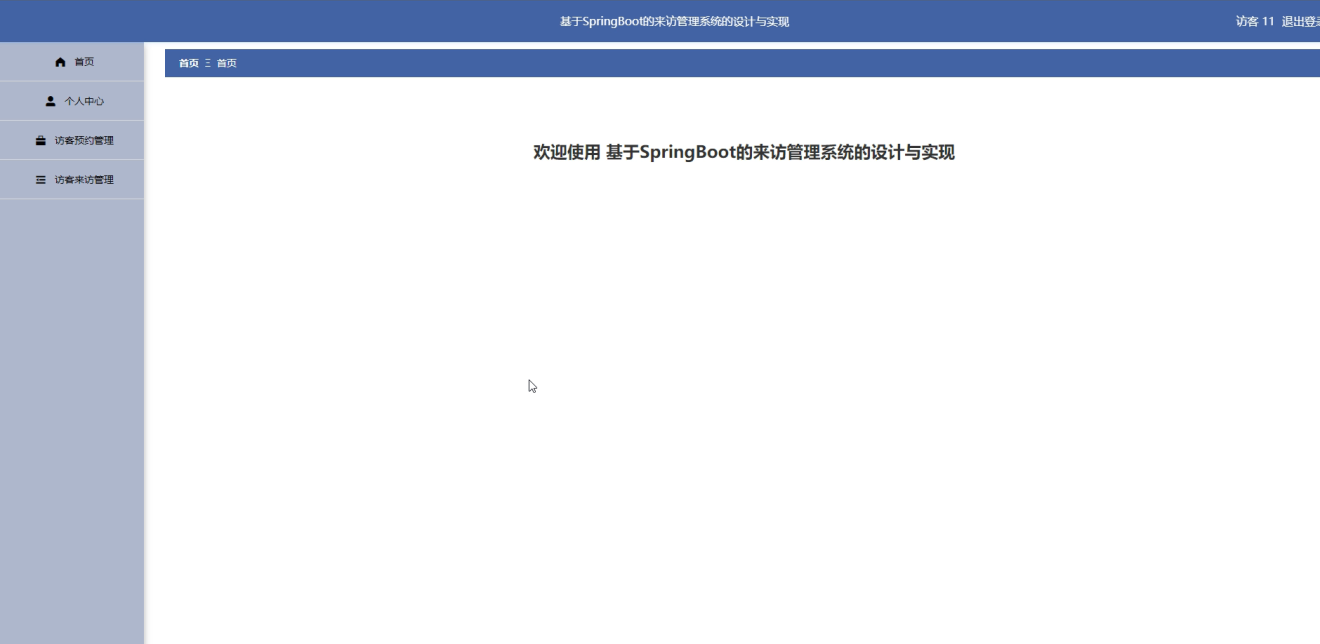 基于SpringBoot的来访管理系统的设计与实现
访客 11 退出登录
首页
个人中心
访客预约管理
访客来访管理
首页 Ξ 首页
欢迎使用 基于SpringBoot的来访管理系统的设计与实现